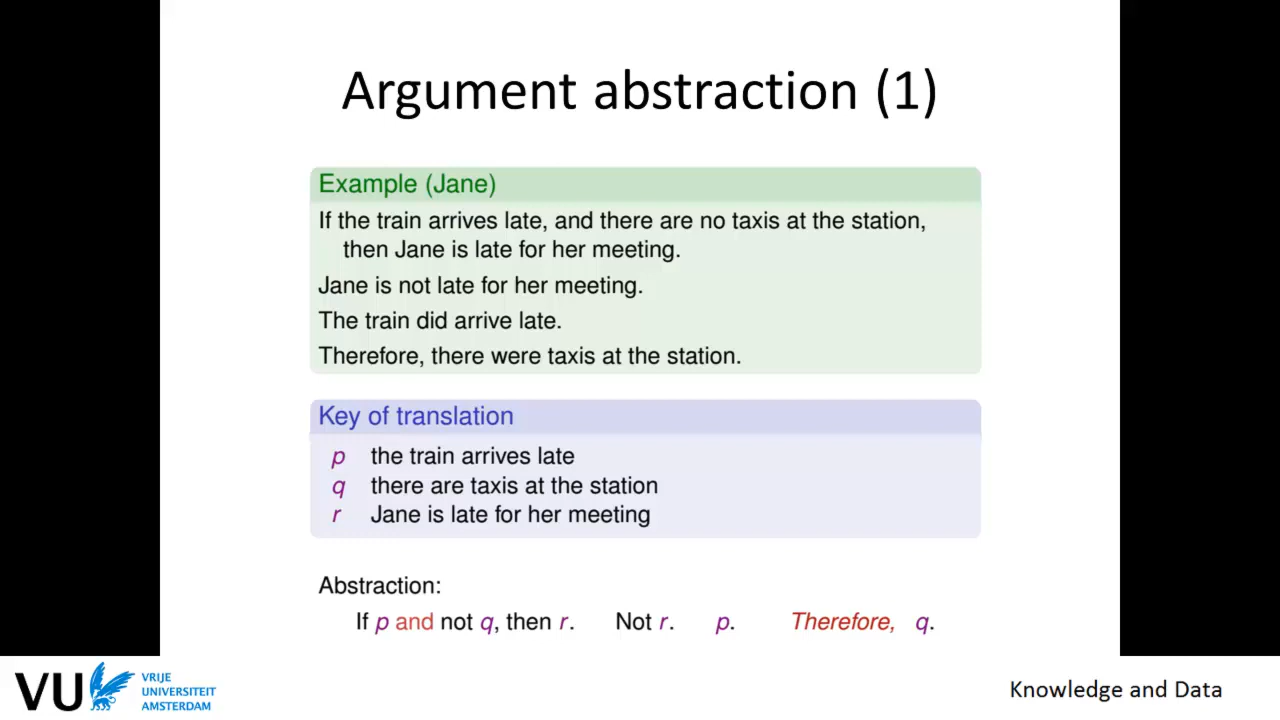 Argument abstraction (1)
Example (Jane)
If the train arrives late, and there are no taxis at the station,
then Jane is late for her meeting.
Jane is not late for her meeting.
The train did arrive late.
Therefore, there were taxis at the station.
Key of translation
p the train arrives late
q there are taxis at the station
r Jane is late for her meeting
Abstraction:
If p and not q, then r. Not r. p. Therefore, q.
VU VRIJE
UNIVERSITEIT
AMSTERDAM
Knowledge and Data